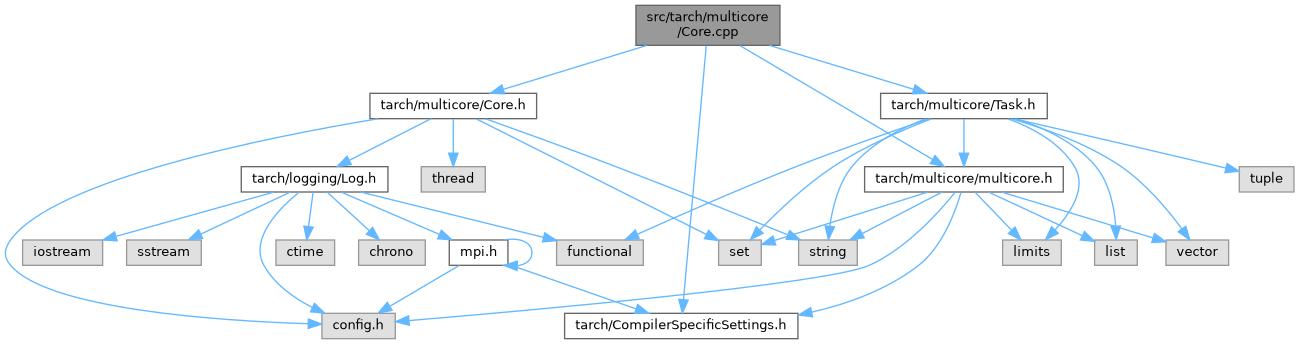 src/tarch/multicore
/Core.cpp
tarch/multicore/Core.h
tarch/multicore/Task.h
tarch/logging/Log.h
thread
tarch/multicore/multicore.h
tuple
iostream
sstream
ctime
chrono
mpi.h
functional
set
string
limits
list
vector
config.h
tarch/CompilerSpecificSettings.h